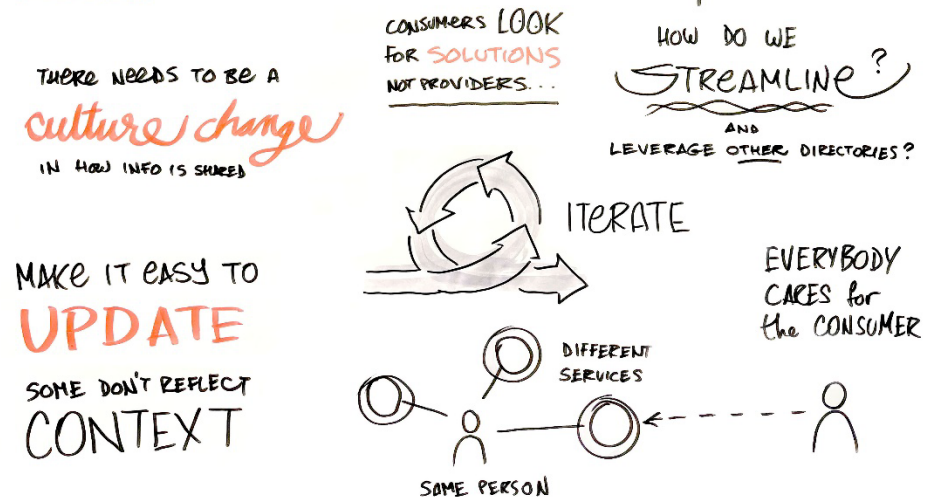 THERE NEEDS TO BE A
culture change
IN HOW INFO IS SHARED
CONSUMERS LOOK
FOR SOLUTIONS
NOT PROVIDERS...
HOW DO WE
STREAMLINE?
AND
LEVERAGE OTHER DIRECTORIES?
ITERATE
MAKE IT EASY TO
UPDATE
SOME DON'T REFLECT
CONTEXT
EVERYBODY
CARES for
the CONSUMER
DIFFERENT
SERVICES
SAME PERSON